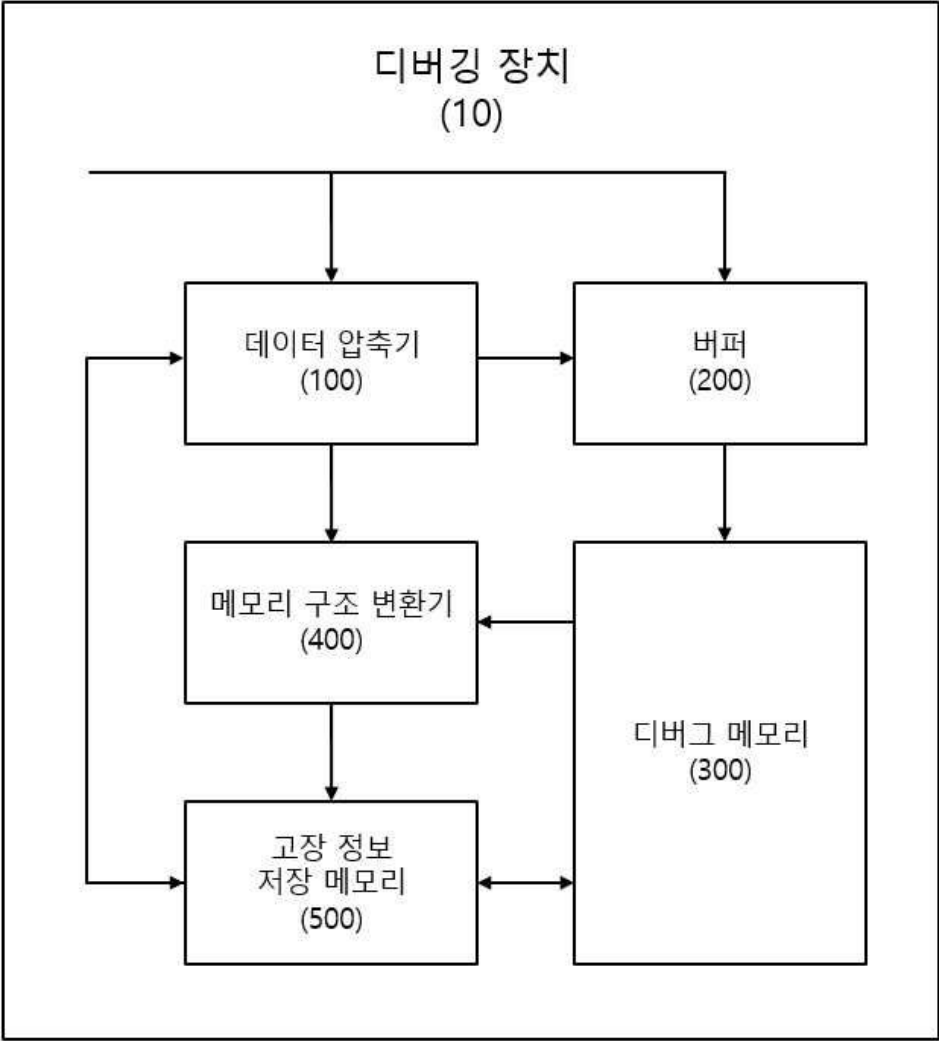 디버깅 장치
(10)
데이터 압축기
(100)
버퍼
(200)
메모리 구조 변환기
(400)
디버그 메모리
(300)
고장 정보
저장 메모리
(500)